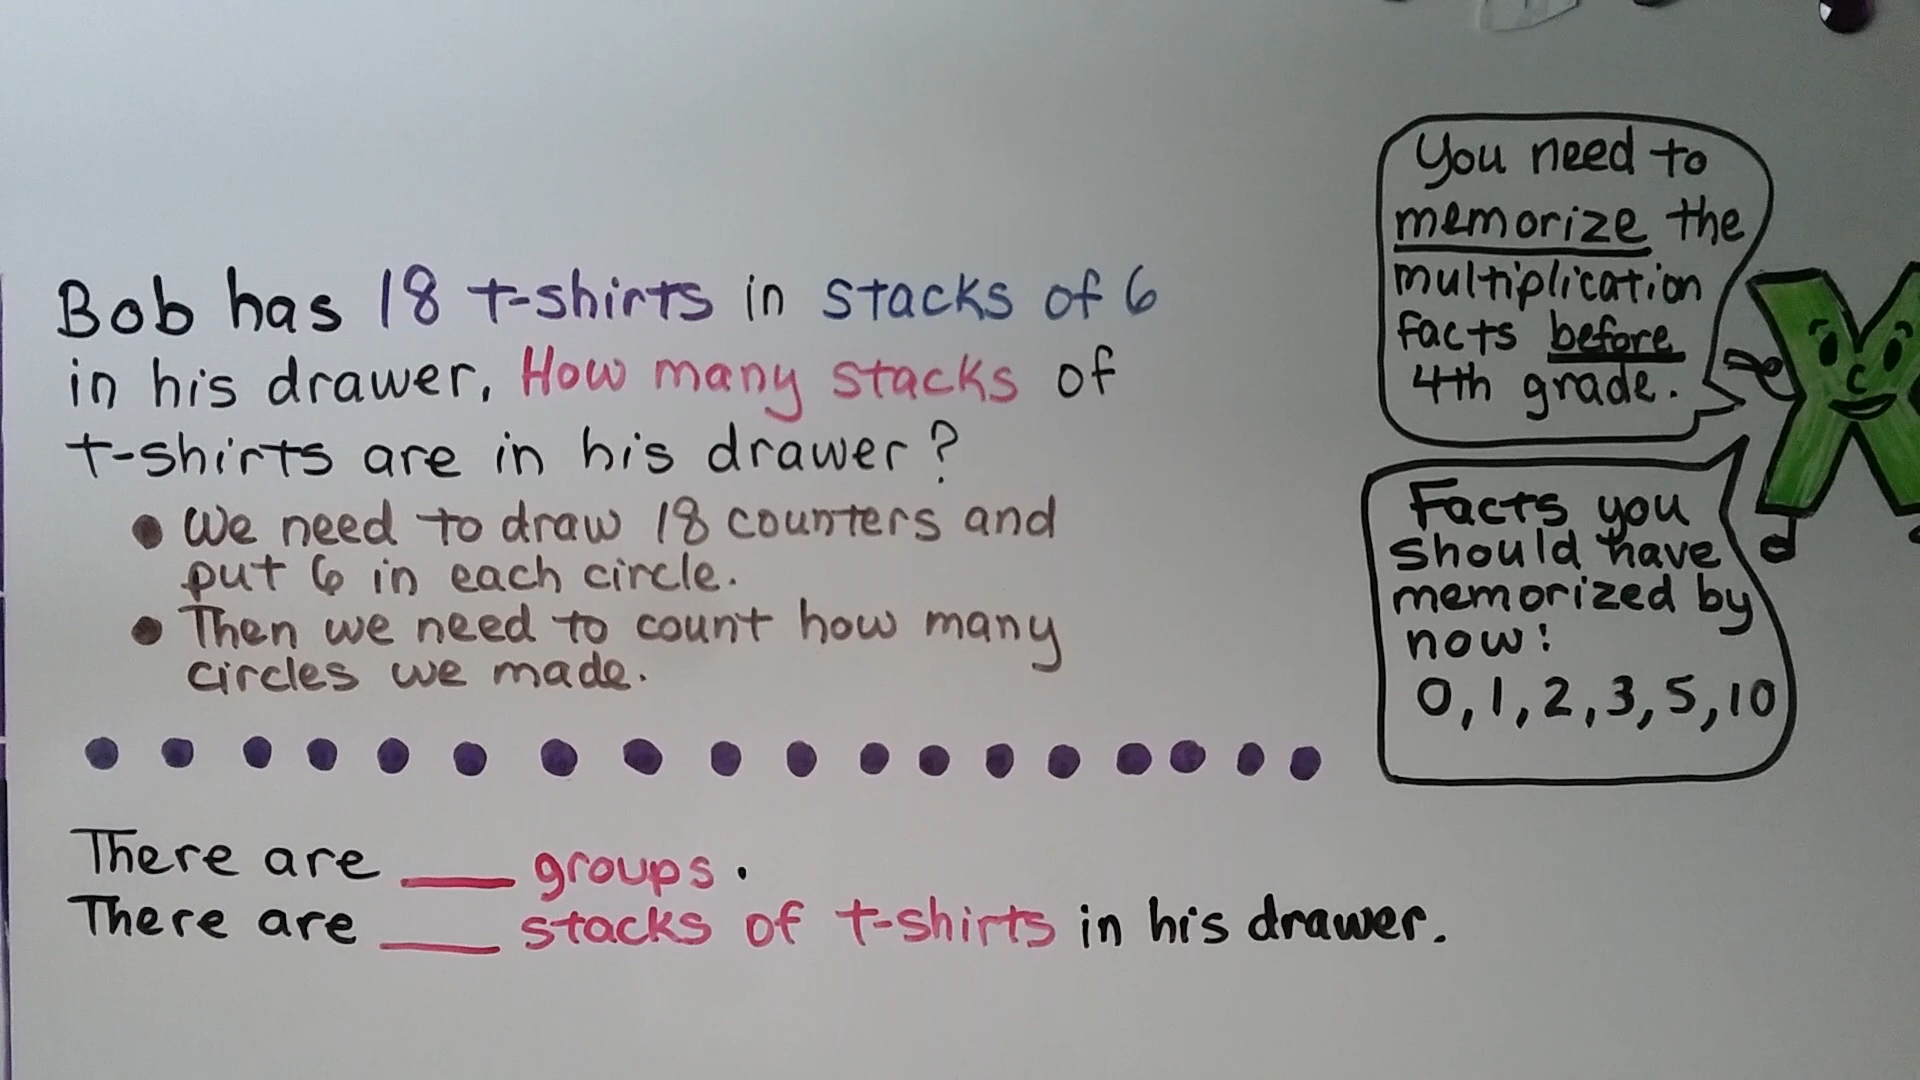 Bob has 18 t-shirts in stacks of 6
in his drawer. How many stacks of
t-shirts are in his drawer?
• We need to draw 18 counters and
put 6 in each circle.
• Then we need to count how many
circles we made.
There are ___ groups.
There are ___ stacks of t-shirts in his drawer.
You need to
memorize the
multiplication
facts before
4th grade.
Facts you
should have
memorized by
now:
0, 1, 2, 3, 5, 10